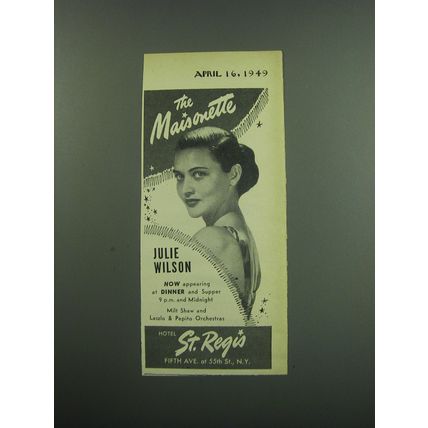 APRIL 16, 1949
The
Maisonette
JULIE
WILSON
NOW appearing
at DINNER and Supper
9 p.m. and Midnight
Milt Shaw and
Laszlo & Pepito Orchestras
HOTEL
St. Regis
FIFTH AVE. at 55th St., N.Y.